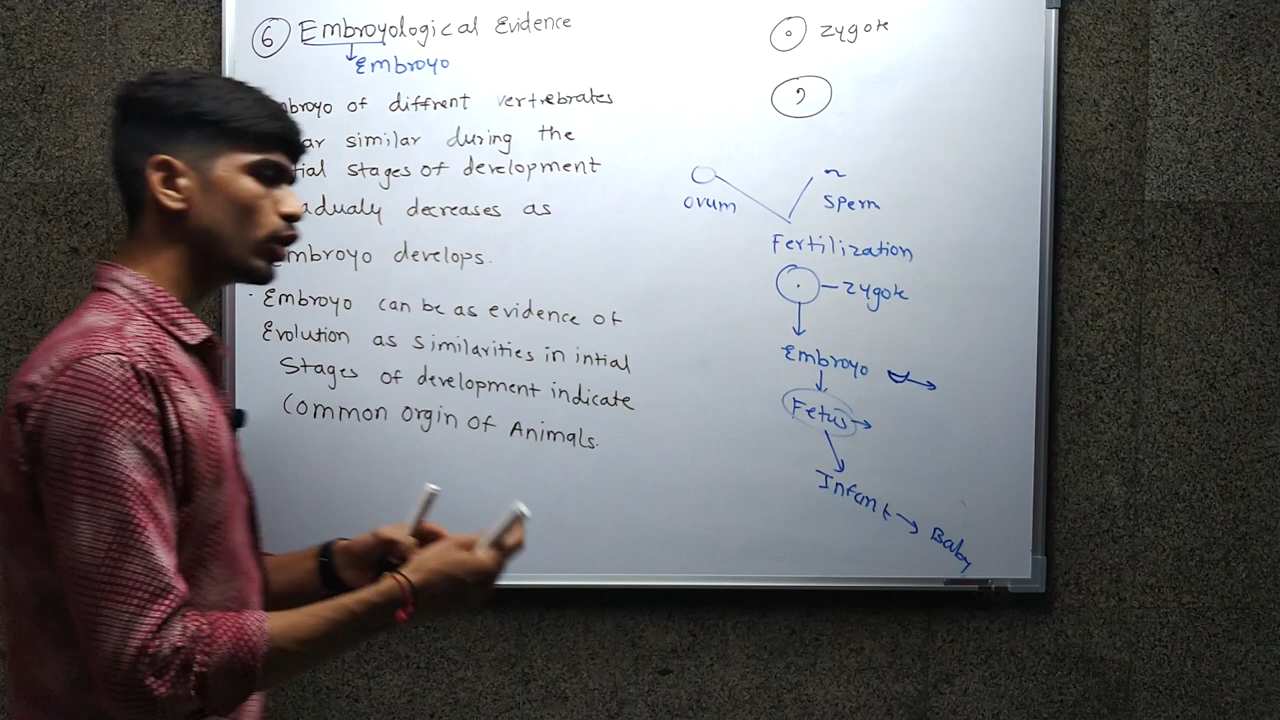 6 Embroyological Evidence
Embroyo
broyo of diffrent vertebrates
ar similar during the
tial stages of development
adualy decreases as
mbroyo develops.
Embroyo can be as evidence of
Evolution as similarities in intial
Stages of development indicate
Common orgin of Animals.
zygote
ovum
sperm
Fertilization
zygote
Embroyo
Fetus
Infant → Baby